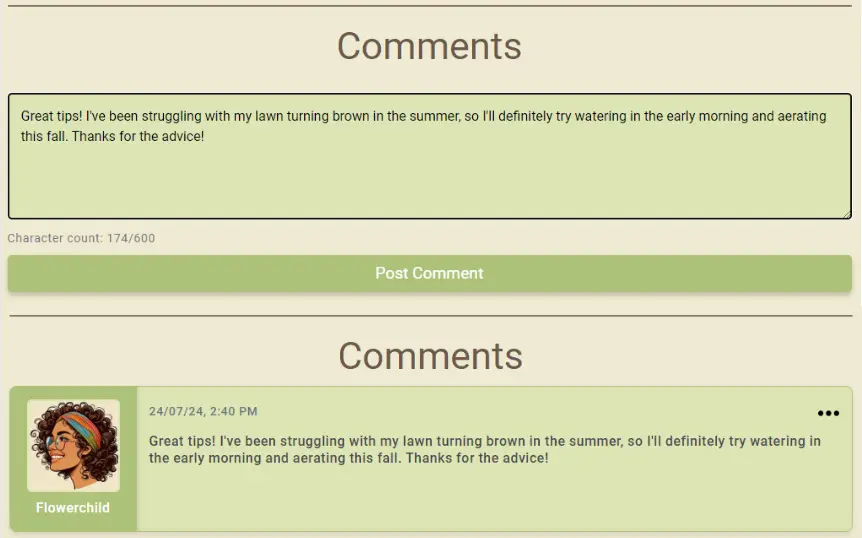 Comments
Great tips! I've been struggling with my lawn turning brown in the summer, so I'll definitely try watering in the early morning and aerating
this fall. Thanks for the advice!
Character count: 174/600
Post Comment
Comments
24/07/24, 2:40 PM
Great tips! I've been struggling with my lawn turning brown in the summer, so I'll definitely try watering in
the early morning and aerating this fall. Thanks for the advice!
Flowerchild